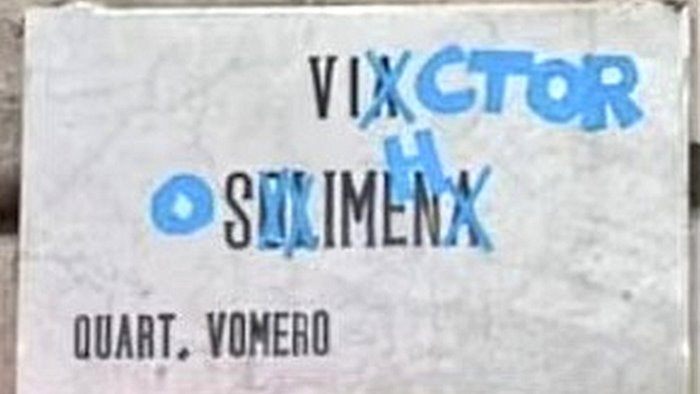 VICTOR
OSIMHEN
QUART. VOMERO